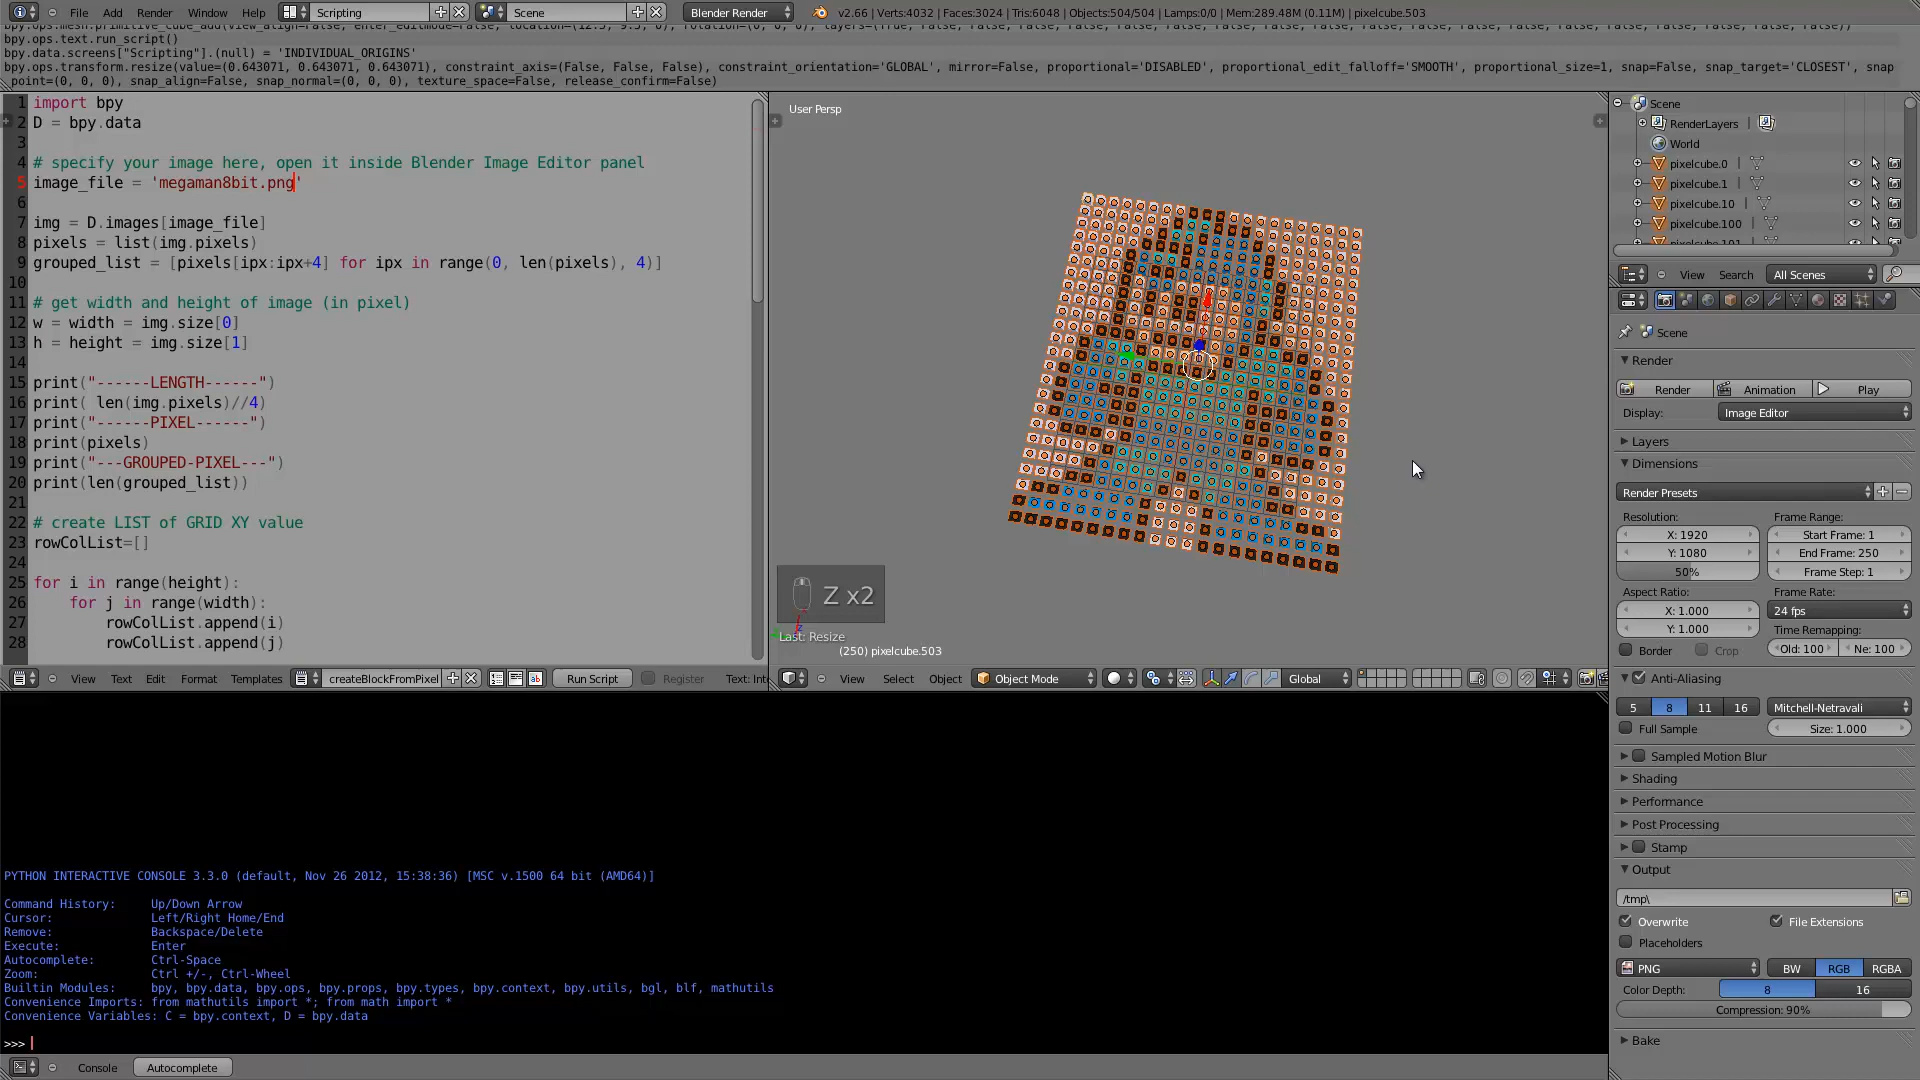 File Add Render Window Help Scripting Scene Blender Render v2.66 | Verts:4032 | Faces:3024 | Tris:6048 | Objects:504/504 | Lamps:0/0 | Mem:289.48M (0.11M) | pixelcube.503
bpy.ops.text.run_script()
bpy.data.screens["Scripting"].(null) = 'INDIVIDUAL_ORIGINS'
bpy.ops.transform.resize(value=(0.643071, 0.643071, 0.643071), constraint_axis=(False, False, False), constraint_orientation='GLOBAL', mirror=False, proportional='DISABLED', proportional_edit_falloff='SMOOTH', proportional_size=1, snap=False, snap_target='CLOSEST', snap
point=(0, 0, 0), snap_align=False, snap_normal=(0, 0, 0), texture_space=False, release_confirm=False)
1 import bpy
2 D = bpy.data
3
4 # specify your image here, open it inside Blender Image Editor panel
5 image_file = 'megaman8bit.png'
6
7 img = D.images[image_file]
8 pixels = list(img.pixels)
9 grouped_list = [pixels[ipx:ipx+4] for ipx in range(0, len(pixels), 4)]
10
11 # get width and height of image (in pixel)
12 w = width = img.size[0]
13 h = height = img.size[1]
14
15 print("------LENGTH------")
16 print( len(img.pixels)//4)
17 print("------PIXEL------")
18 print(pixels)
19 print("---GROUPED-PIXEL---")
20 print(len(grouped_list))
21
22 # create LIST of GRID XY value
23 rowColList=[]
24
25 for i in range(height):
26 for j in range(width):
27 rowColList.append(i)
28 rowColList.append(j)
View Text Edit Format Templates createBlockFromPixel Run Script Register Text: Int
User Persp
Z x2
Last: Resize
(250) pixelcube.503
View Select Object Object Mode Global
PYTHON INTERACTIVE CONSOLE 3.3.0 (default, Nov 26 2012, 15:38:36) [MSC v.1500 64 bit (AMD64)]
Command History: Up/Down Arrow
Cursor: Left/Right Home/End
Remove: Backspace/Delete
Execute: Enter
Autocomplete: Ctrl-Space
Zoom: Ctrl +/-, Ctrl-Wheel
Builtin Modules: bpy, bpy.data, bpy.ops, bpy.props, bpy.types, bpy.context, bpy.utils, bgl, blf, mathutils
Convenience Imports: from mathutils import *; from math import *
Convenience Variables: C = bpy.context, D = bpy.data
>>>
Console Autocomplete
Scene
RenderLayers |
World
pixelcube.0 |
pixelcube.1 |
pixelcube.10 |
pixelcube.100 |
View Search All Scenes
Scene
Render
Render Animation Play
Display: Image Editor
Layers
Dimensions
Render Presets
Resolution: Frame Range:
X: 1920 Start Frame: 1
Y: 1080 End Frame: 250
50% Frame Step: 1
Aspect Ratio: Frame Rate:
X: 1.000 24 fps
Y: 1.000 Time Remapping:
Border Crop Old: 100 Ne: 100
Anti-Aliasing
5 8 11 16 Mitchell-Netravali
Full Sample Size: 1.000
Sampled Motion Blur
Shading
Performance
Post Processing
Stamp
Output
/tmp\
Overwrite File Extensions
Placeholders
PNG BW RGB RGBA
Color Depth: 8 16
Compression: 90%
Bake